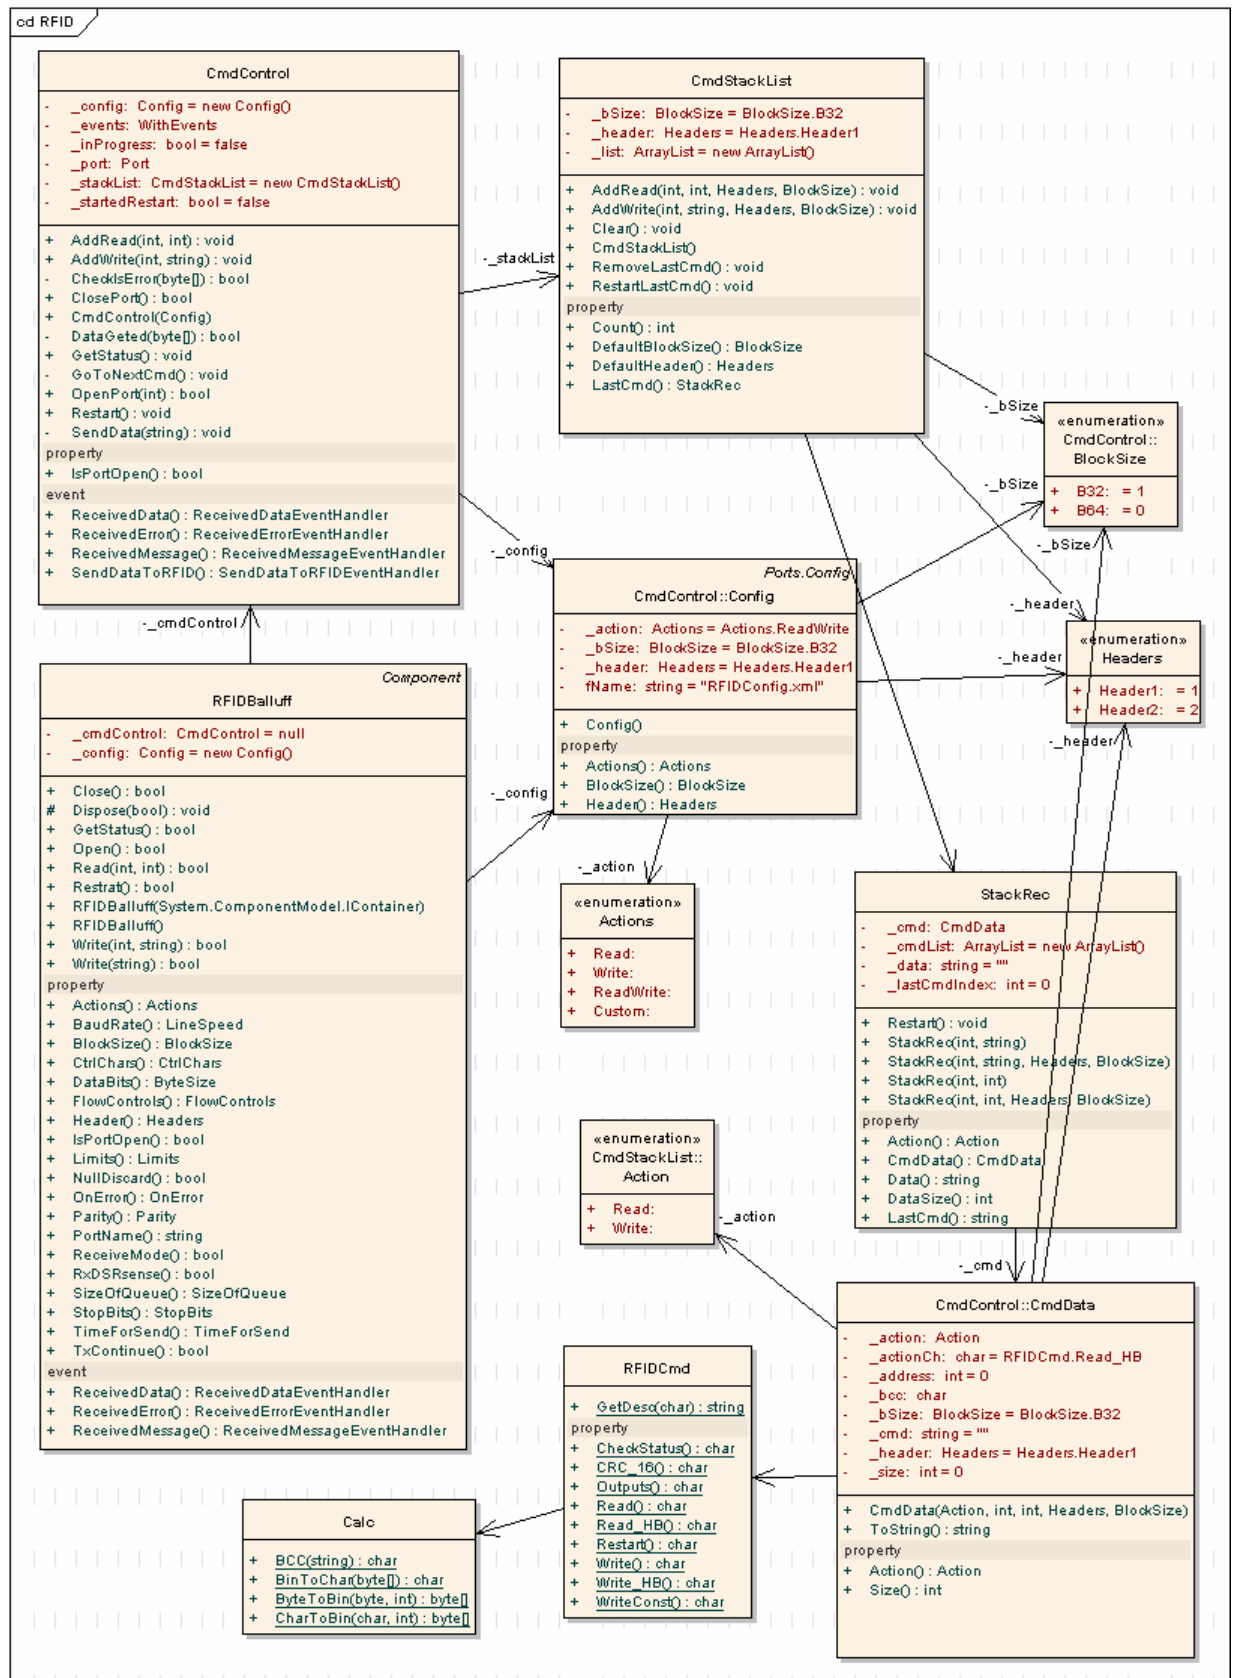 cd RFID
CmdControl
- _config: Config = new Config()
- _events: WithEvents
- _inProgress: bool = false
- _port: Port
- _stackList: CmdStackList = new CmdStackList()
- _startedRestart: bool = false
+ AddRead(int, int) : void
+ AddWrite(int, string) : void
- CheckIsError(byte[]) : bool
+ ClosePort() : bool
+ CmdControl(Config)
- DataGeted(byte[]) : bool
+ GetStatus() : void
- GoToNextCmd() : void
+ OpenPort(int) : bool
+ Restart() : void
- SendData(string) : void
property
+ IsPortOpen() : bool
event
+ ReceivedData() : ReceivedDataEventHandler
+ ReceivedError() : ReceivedErrorEventHandler
+ ReceivedMessage() : ReceivedMessageEventHandler
+ SendDataToRFID() : SendDataToRFIDEventHandler
CmdStackList
- _bSize: BlockSize = BlockSize.B32
- _header: Headers = Headers.Header1
- _list: ArrayList = new ArrayList()
+ AddRead(int, int, Headers, BlockSize) : void
+ AddWrite(int, string, Headers, BlockSize) : void
+ Clear() : void
+ CmdStackList()
+ RemoveLastCmd() : void
+ RestartLastCmd() : void
property
+ Count() : int
+ DefaultBlockSize() : BlockSize
+ DefaultHeader() : Headers
+ LastCmd() : StackRec
-_stackList
-_bSize
«enumeration»
CmdControl::
BlockSize
+ B32: = 1
+ B64: = 0
-_bSize
-_bSize
-_config
Ports.Config
CmdControl::Config
- _action: Actions = Actions.ReadWrite
- _bSize: BlockSize = BlockSize.B32
- _header: Headers = Headers.Header1
- fName: string = "RFIDConfig.xml"
+ Config()
property
+ Actions() : Actions
+ BlockSize() : BlockSize
+ Header() : Headers
-_header
-_header
«enumeration»
Headers
+ Header1: = 1
+ Header2: = 2
-_header
-_cmdControl
Component
RFIDBalluff
- _cmdControl: CmdControl = null
- _config: Config = new Config()
+ Close() : bool
# Dispose(bool) : void
+ GetStatus() : bool
+ Open() : bool
+ Read(int, int) : bool
+ Restrat() : bool
+ RFIDBalluff(System.ComponentModel.IContainer)
+ RFIDBalluff()
+ Write(int, string) : bool
+ Write(string) : bool
property
+ Actions() : Actions
+ BaudRate() : LineSpeed
+ BlockSize() : BlockSize
+ CtrlChars() : CtrlChars
+ DataBits() : ByteSize
+ FlowControls() : FlowControls
+ Header() : Headers
+ IsPortOpen() : bool
+ Limits() : Limits
+ NullDiscard() : bool
+ OnError() : OnError
+ Parity() : Parity
+ PortName() : string
+ ReceiveMode() : bool
+ RxDSRsense() : bool
+ SizeOfQueue() : SizeOfQueue
+ StopBits() : StopBits
+ TimeForSend() : TimeForSend
+ TxContinue() : bool
event
+ ReceivedData() : ReceivedDataEventHandler
+ ReceivedError() : ReceivedErrorEventHandler
+ ReceivedMessage() : ReceivedMessageEventHandler
-_config
-_action
«enumeration»
Actions
+ Read:
+ Write:
+ ReadWrite:
+ Custom:
StackRec
- _cmd: CmdData
- _cmdList: ArrayList = new ArrayList()
- _data: string = ""
- _lastCmdIndex: int = 0
+ Restart() : void
+ StackRec(int, string)
+ StackRec(int, string, Headers, BlockSize)
+ StackRec(int, int)
+ StackRec(int, int, Headers, BlockSize)
property
+ Action() : Action
+ CmdData() : CmdData
+ Data() : string
+ DataSize() : int
+ LastCmd() : string
«enumeration»
CmdStackList::
Action
+ Read:
+ Write:
-_action
-_cmd
CmdControl::CmdData
- _action: Action
- _actionCh: char = RFIDCmd.Read_HB
- _address: int = 0
- _bcc: char
- _bSize: BlockSize = BlockSize.B32
- _cmd: string = ""
- _header: Headers = Headers.Header1
- _size: int = 0
+ CmdData(Action, int, int, Headers, BlockSize)
+ ToString() : string
property
+ Action() : Action
+ Size() : int
RFIDCmd
+ GetDesc(char) : string
property
+ CheckStatus() : char
+ CRC_16() : char
+ Outputs() : char
+ Read() : char
+ Read_HB() : char
+ Restart() : char
+ Write() : char
+ Write_HB() : char
+ WriteConst() : char
Calc
+ BCC(string) : char
+ BinToChar(byte[]) : char
+ ByteToBin(byte, int) : byte[]
+ CharToBin(char, int) : byte[]